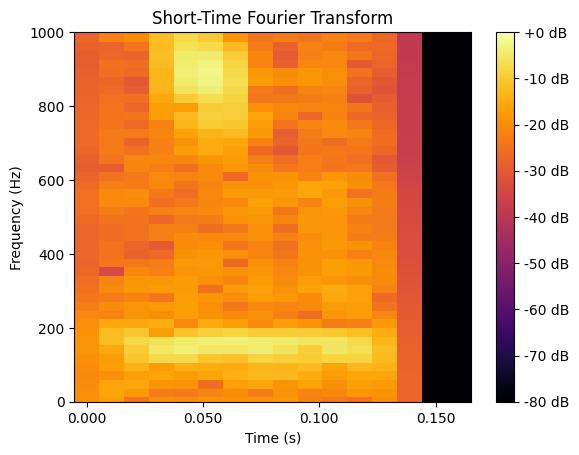 Short-Time Fourier Transform
1000
800
600
400
200
0
Frequency (Hz)
0.000
0.050
0.100
0.150
Time (s)
+0 dB
-10 dB
-20 dB
-30 dB
-40 dB
-50 dB
-60 dB
-70 dB
-80 dB